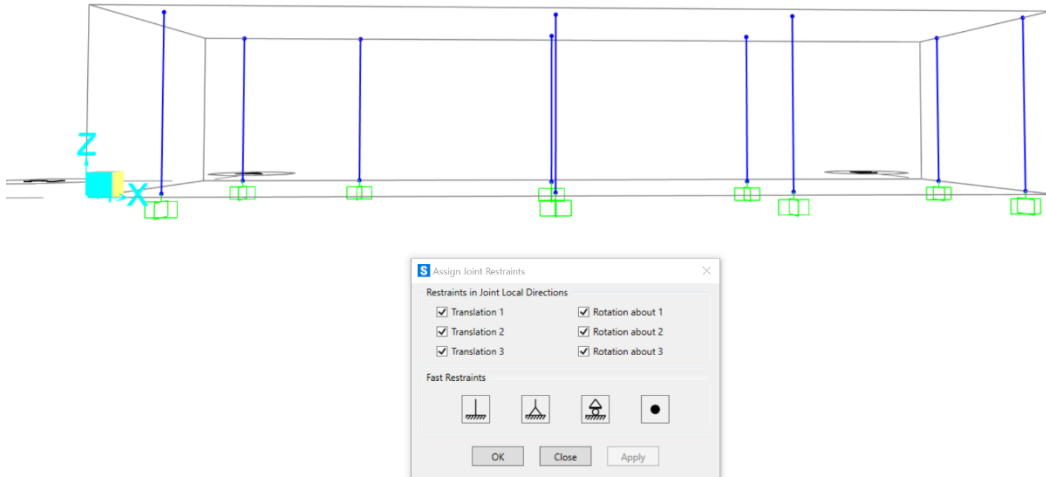 Z
X
S Assign Joint Restraints
Restraints in Joint Local Directions
Translation 1 Rotation about 1
Translation 2 Rotation about 2
Translation 3 Rotation about 3
Fast Restraints
OK Close Apply